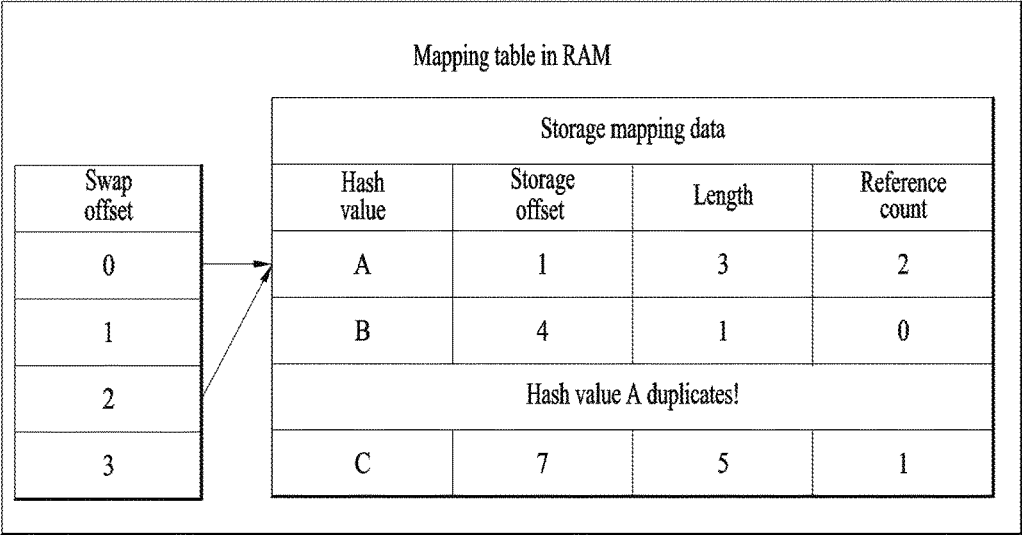 Mapping table in RAM
Storage mapping data
Swap
offset
Hash
value
Storage
offset
Length
Reference
count
0
A
1
3
2
1
B
4
1
0
2
Hash value A duplicates!
3
C
7
5
1